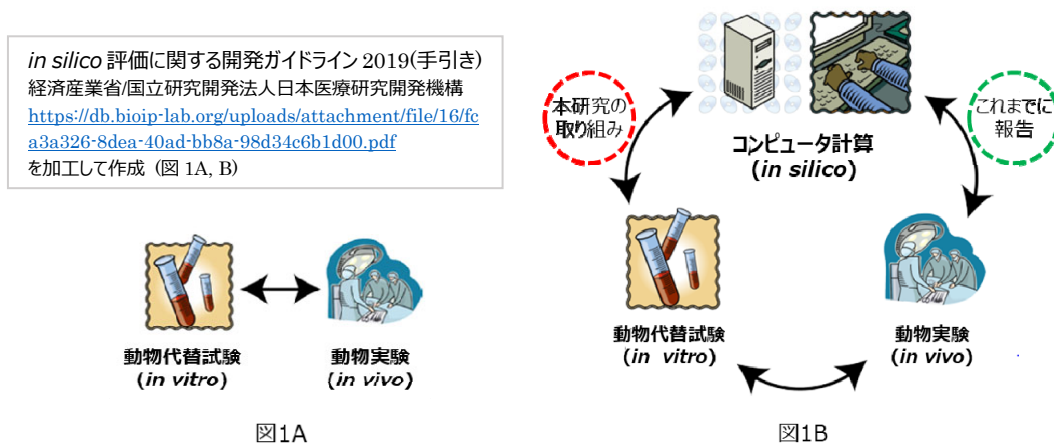 in silico 評価に関する開発ガイドライン 2019(手引き)
経済産業省/国立研究開発法人日本医療研究開発機構
https://db.bioip-lab.org/uploads/attachment/file/16/fc
a3a326-8dea-40ad-bb8a-98d34c6b1d00.pdf
を加工して作成 (図 1A, B)
動物代替試験
(in vitro)
動物実験
(in vivo)
図1A
本研究の
取り組み
これまでに
報告
コンピュータ計算
(in silico)
動物代替試験
(in vitro)
動物実験
(in vivo)
図1B